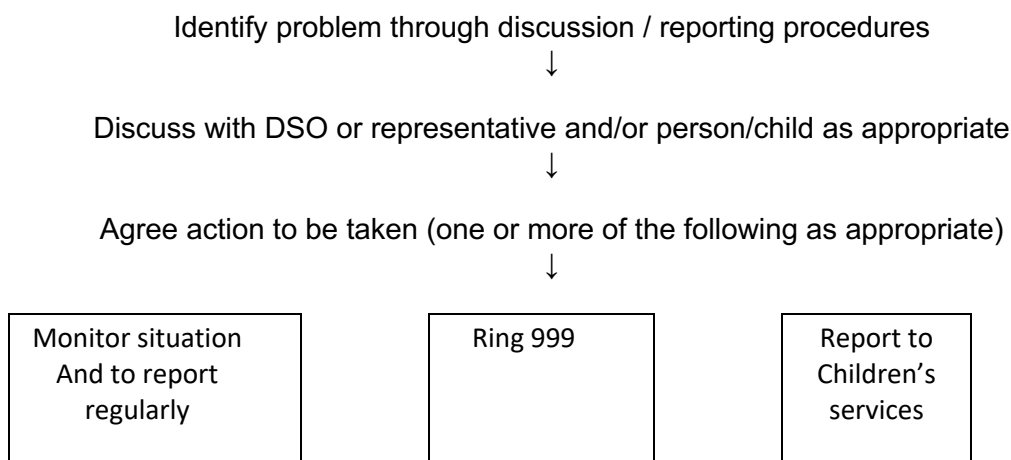 Identify problem through discussion / reporting procedures
↓
Discuss with DSO or representative and/or person/child as appropriate
↓
Agree action to be taken (one or more of the following as appropriate)
↓
Monitor situation
And to report
regularly
Ring 999
Report to
Children’s
services